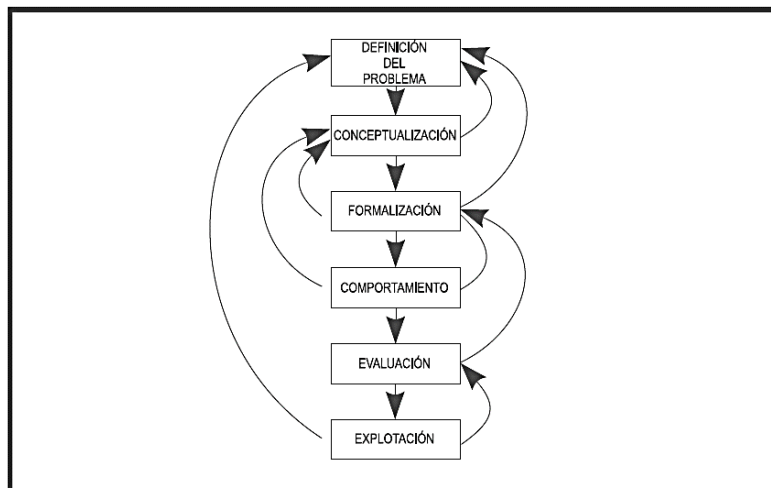 DEFINICIÓN
DEL
PROBLEMA
CONCEPTUALIZACIÓN
FORMALIZACIÓN
COMPORTAMIENTO
EVALUACIÓN
EXPLOTACIÓN